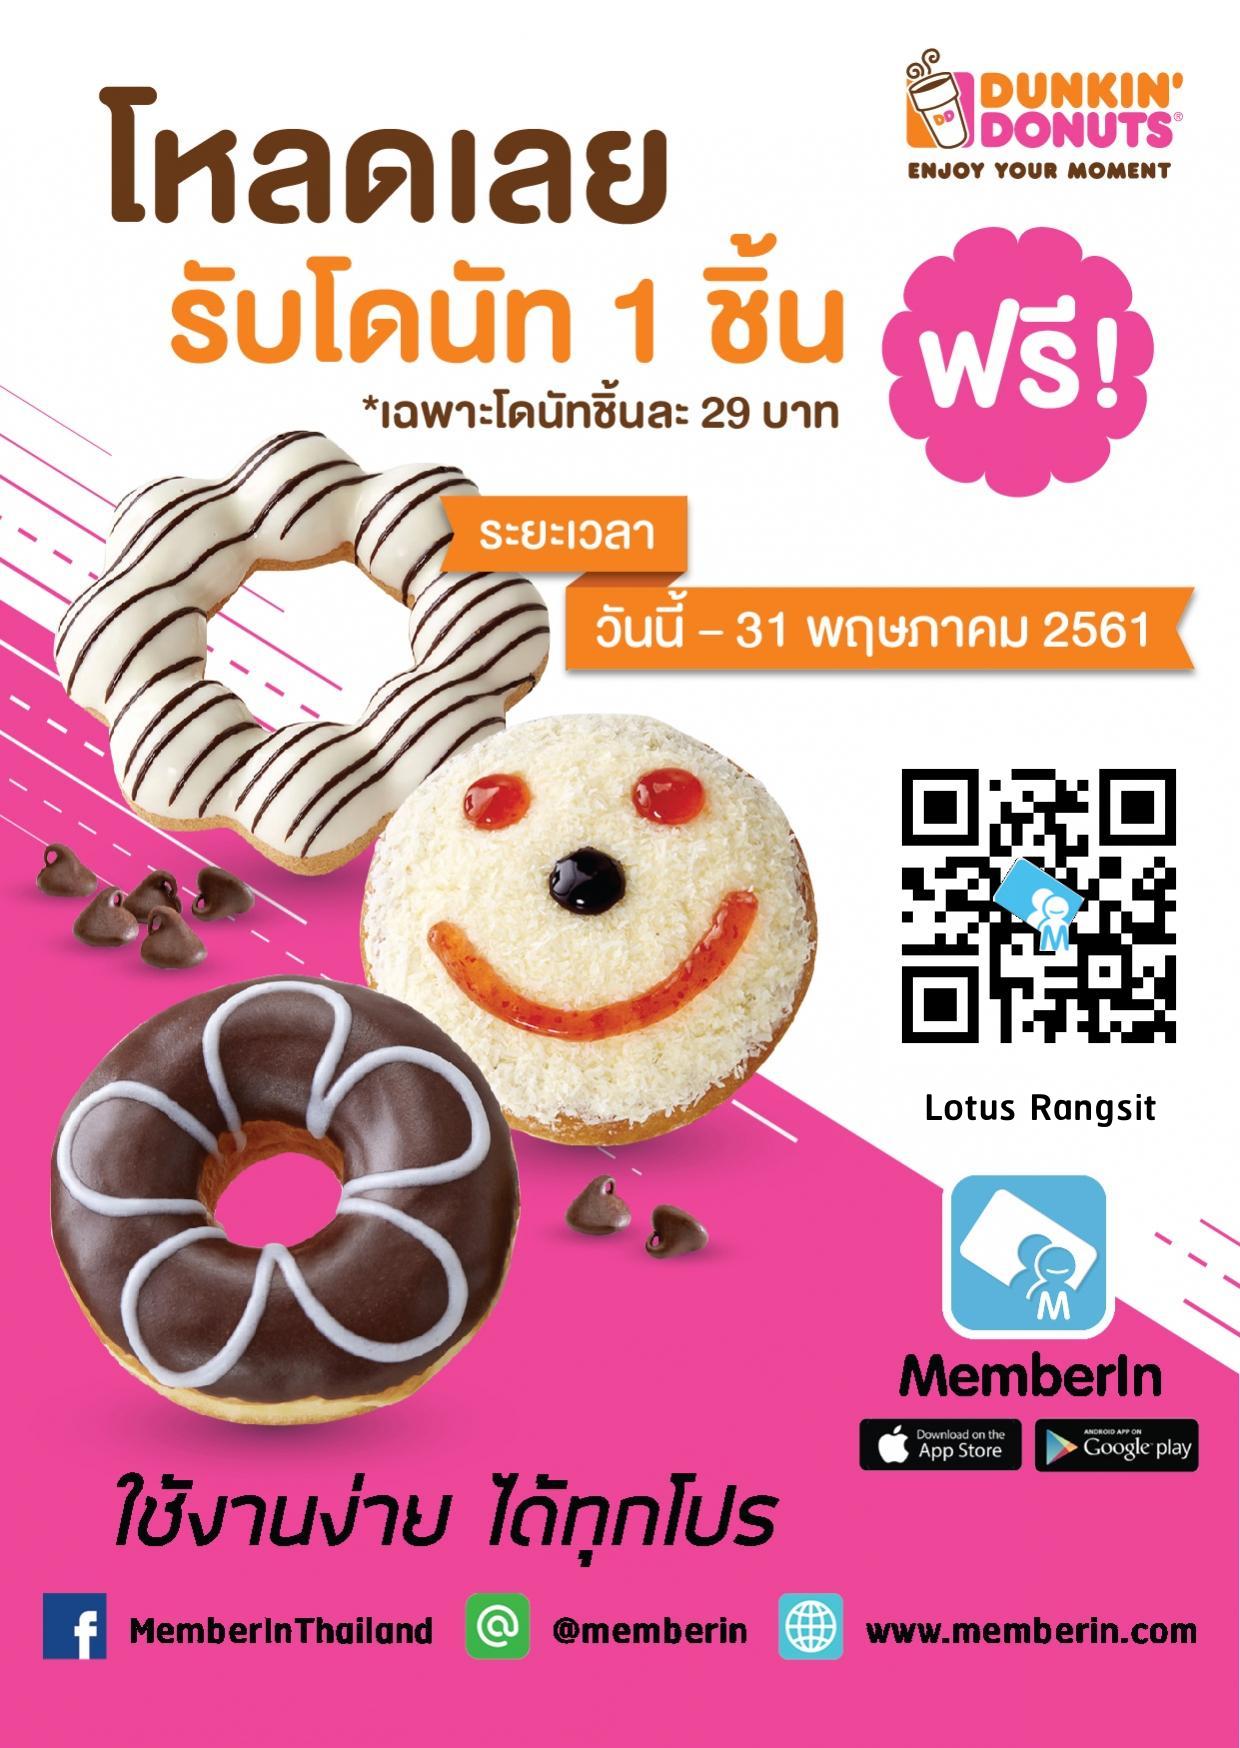 DUNKIN'
DONUTS®
ENJOY YOUR MOMENT
โหลดเลย
รับโดนัท 1 ชิ้น
ฟรี!
*เฉพาะโดนัทชิ้นละ 29 บาท
ระยะเวลา
วันนี้ – 31 พฤษภาคม 2561
M
Lotus Rangsit
M
MemberIn
Download on the
App Store
ANDROID APP ON
Google play
ใช้งานง่าย ได้ทุกโปร
f MemberInThailand @ @memberin www.memberin.com